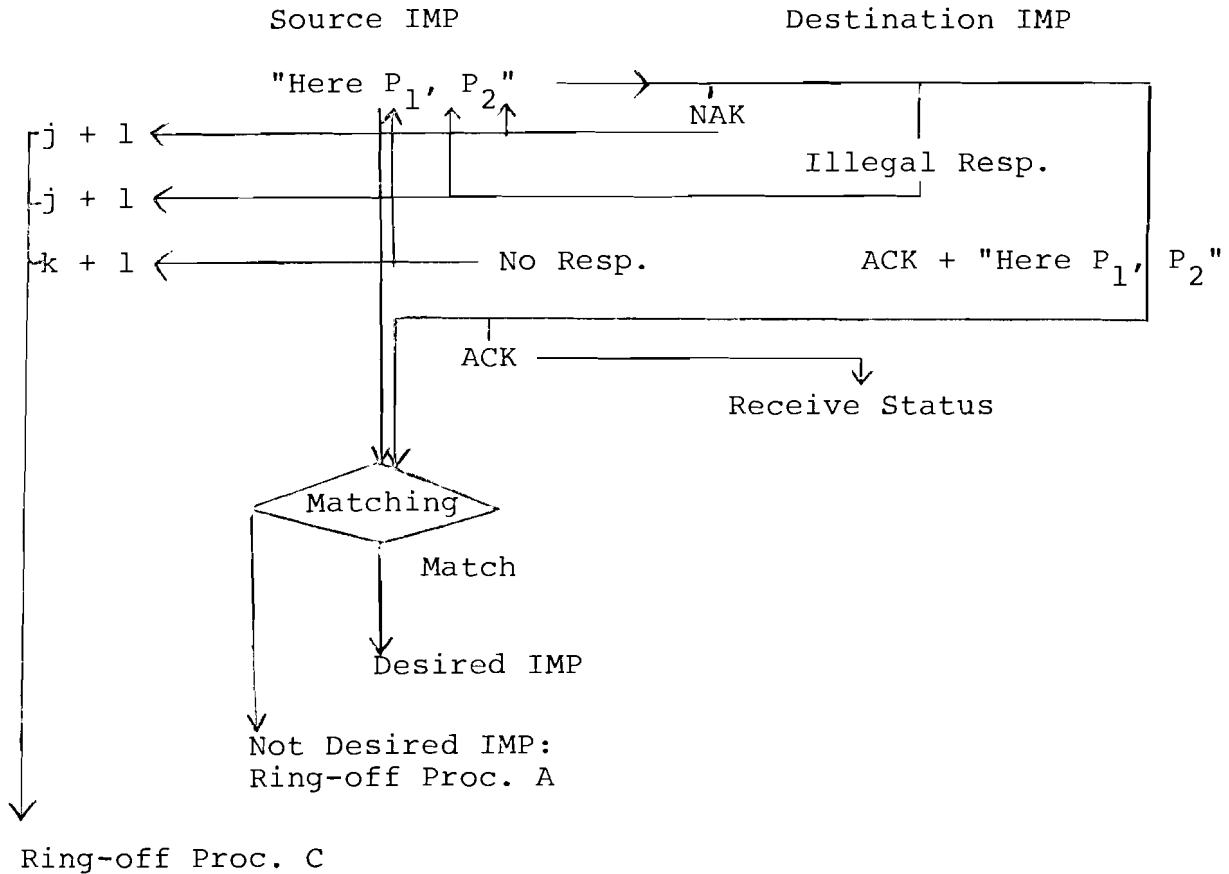 Source IMP
Destination IMP
"Here P1, P2"
NAK
j + 1
Illegal Resp.
j + 1
k + 1
No Resp.
ACK + "Here P1, P2"
ACK
Receive Status
Matching
Match
Desired IMP
Not Desired IMP:
Ring-off Proc. A
Ring-off Proc. C